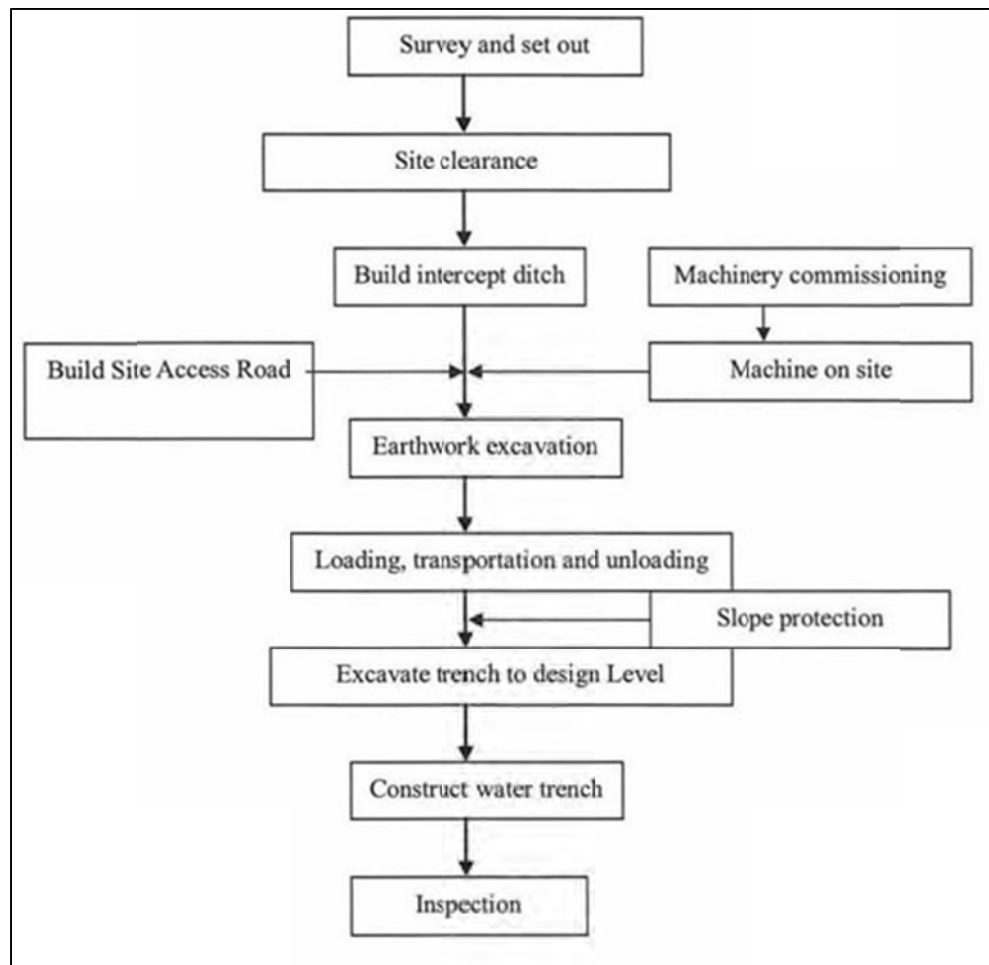 Survey and set out
Site clearance
Build intercept ditch
Machinery commissioning
Build Site Access Road
Machine on site
Earthwork excavation
Loading, transportation and unloading
Slope protection
Excavate trench to design Level
Construct water trench
Inspection